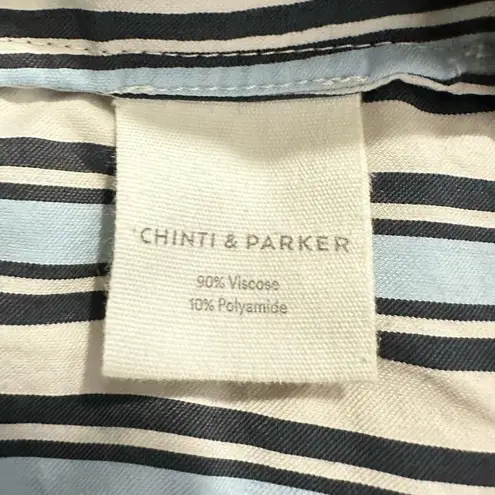 CHINTI & PARKER
90% Viscose
10% Polyamide